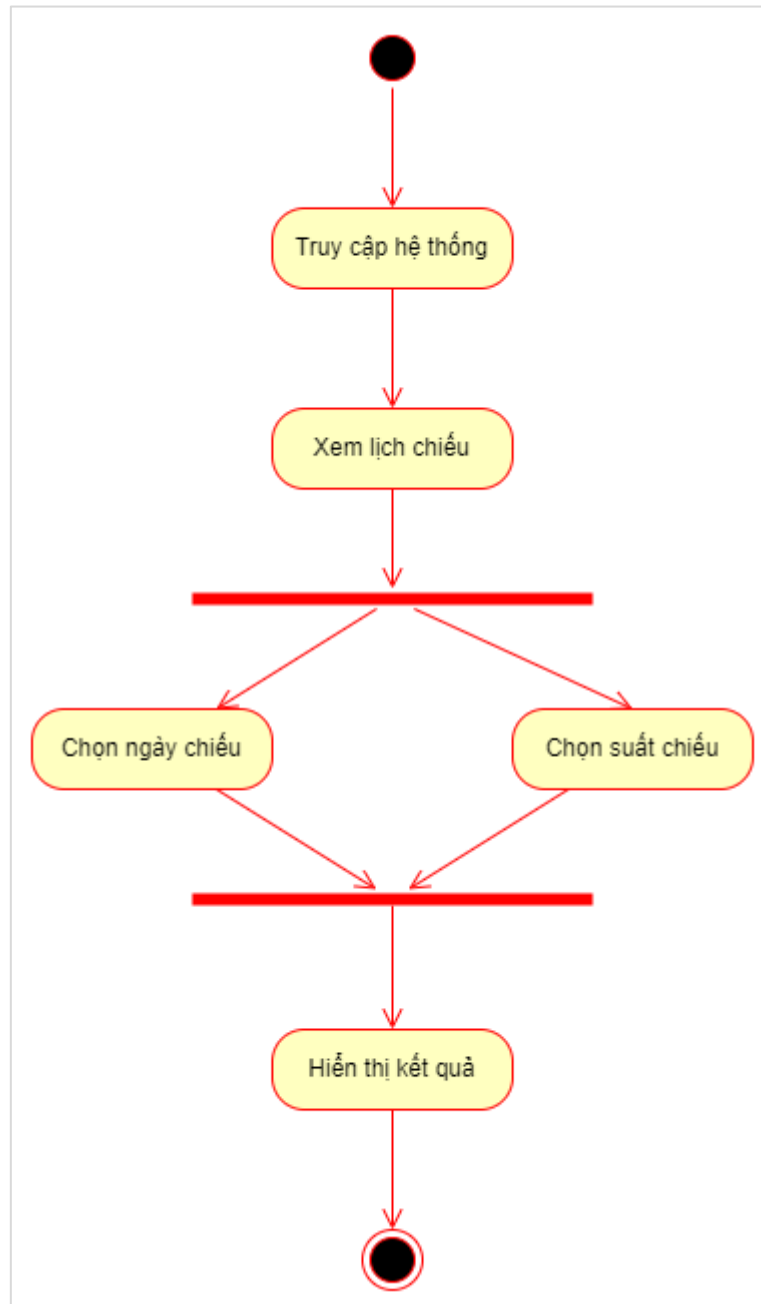 Truy cập hệ thống
Xem lịch chiếu
Chọn ngày chiếu
Chọn suất chiếu
Hiển thị kết quả